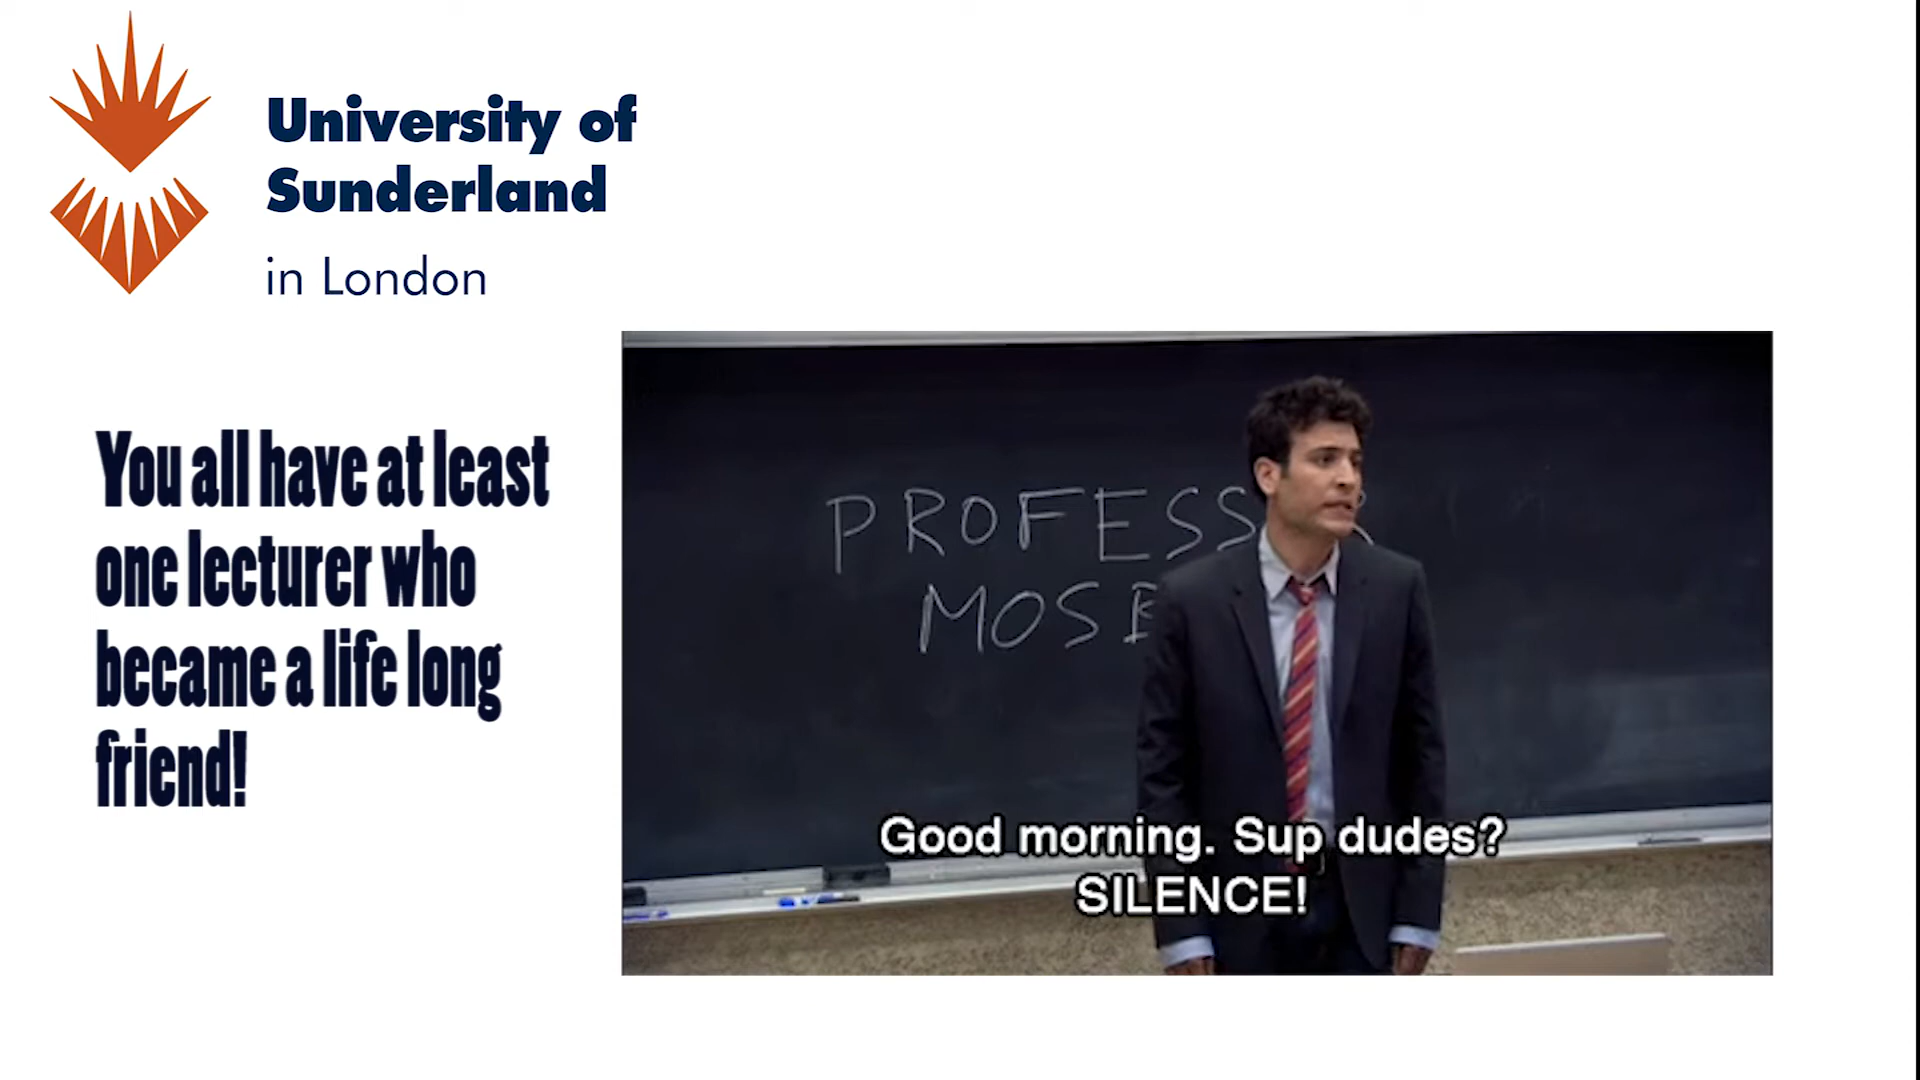 University of
Sunderland
in London
You all have at least
one lecturer who
became a life long
friend!
PROFESS
MOSB
Good morning. Sup dudes?
SILENCE!